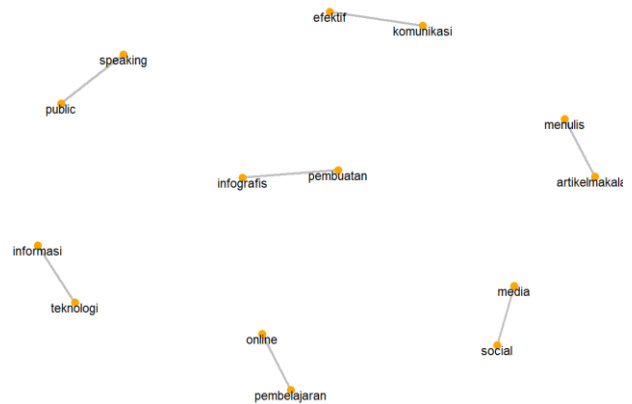 efektif
komunikasi
speaking
public
menulis
artikelmakala
infografis
pembuatan
informasi
teknologi
media
social
online
pembelajaran